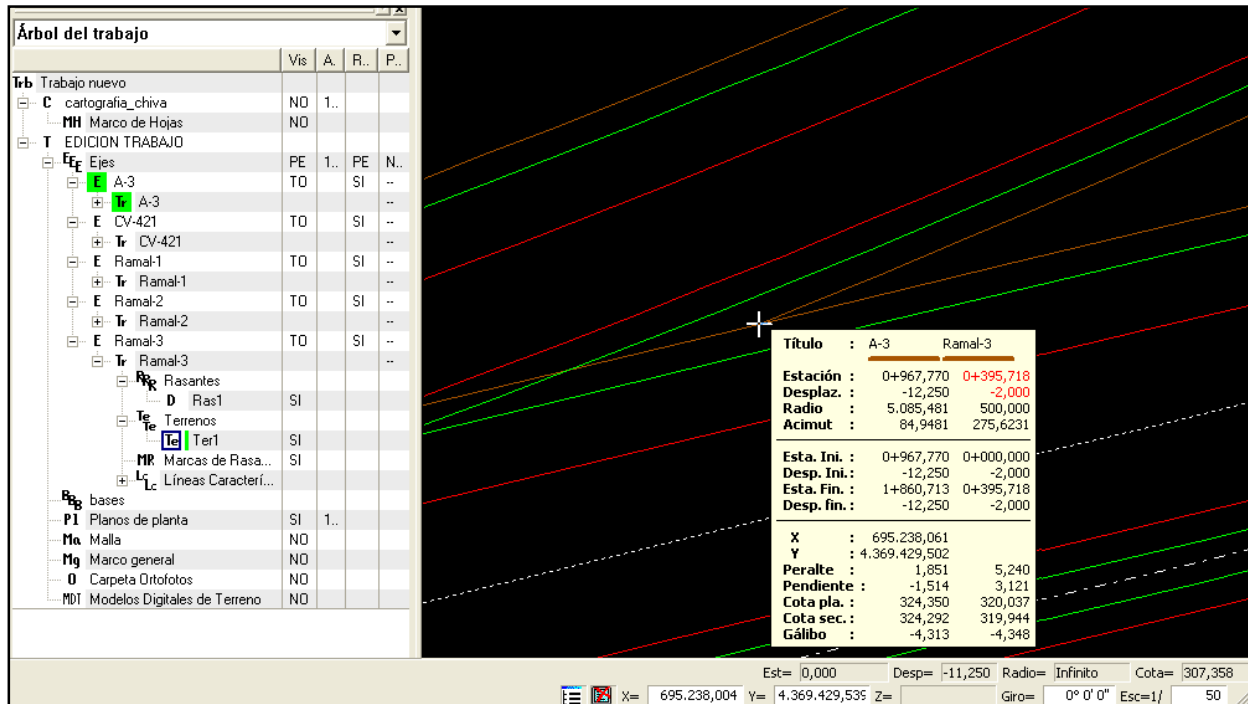 Árbol del trabajo
Vis A. R.. P..
Trb Trabajo nuevo
C cartografia_chiva NO 1..
MH Marco de Hojas NO
T EDICION TRABAJO
EEE Ejes PE 1.. PE N..
E A-3 TO SI --
Tr A-3 --
E CV-421 TO SI --
Tr CV-421 --
E Ramal-1 TO SI --
Tr Ramal-1 --
E Ramal-2 TO SI --
Tr Ramal-2 --
E Ramal-3 TO SI --
Tr Ramal-3 --
RRR Rasantes
D Ras1 SI
Te Te Terrenos
Te Ter1 SI
MR Marcas de Rasa... SI
Lc Lc Líneas Caracterí...
BBB bases
Pl Planos de planta SI 1..
Ma Malla NO
Mg Marco general NO
O Carpeta Ortofotos NO
MDT Modelos Digitales de Terreno NO
Título : A-3 Ramal-3
Estación : 0+967,770 0+395,718
Desplaz. : -12,250 -2,000
Radio : 5.085,481 500,000
Acimut : 84,9481 275,6231
Esta. Ini. : 0+967,770 0+000,000
Desp. Ini.: -12,250 -2,000
Esta. Fin. : 1+860,713 0+395,718
Desp. fin.: -12,250 -2,000
X : 695.238,061
Y : 4.369.429,502
Peralte : 1,851 5,240
Pendiente : -1,514 3,121
Cota pla. : 324,350 320,037
Cota sec. : 324,292 319,944
Gálibo : -4,313 -4,348
Est= 0,000 Desp= -11,250 Radio= Infinito Cota= 307,358
X= 695.238,004 Y= 4.369.429,539 Z= Giro= 0° 0' 0" Esc=1/ 50